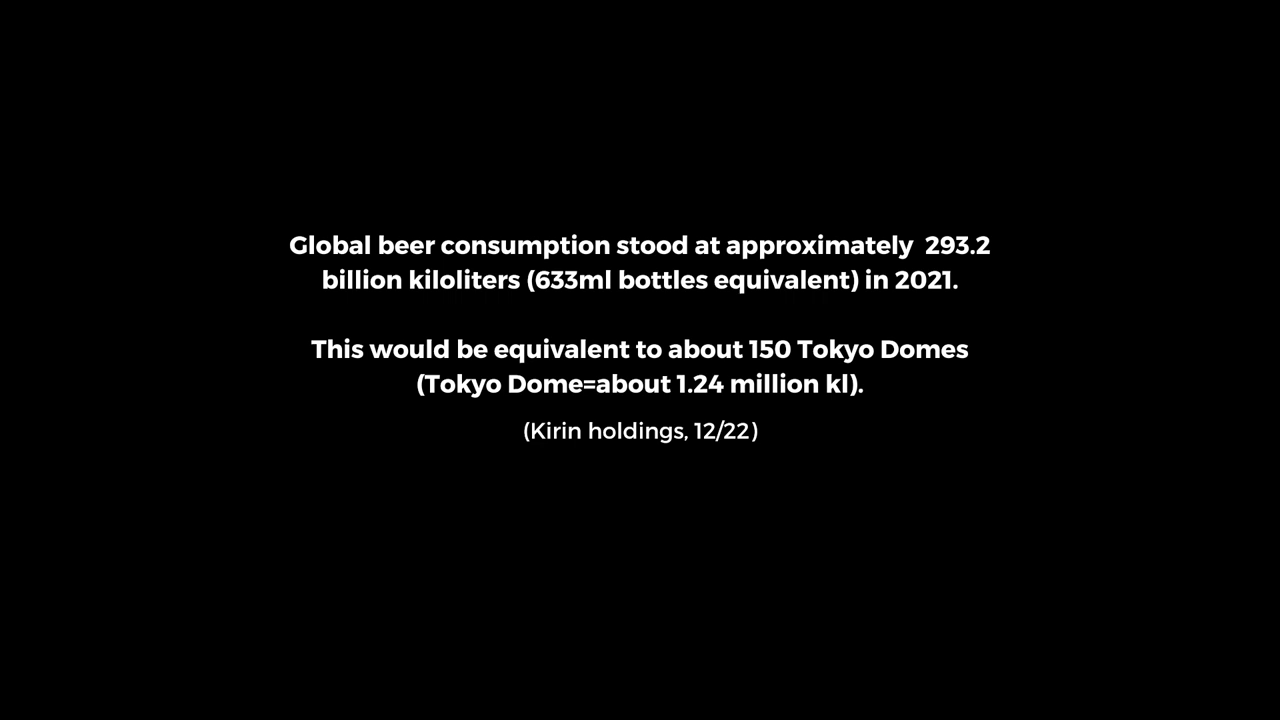 Global beer consumption stood at approximately  293.2
billion kiloliters (633ml bottles equivalent) in 2021.
This would be equivalent to about 150 Tokyo Domes
(Tokyo Dome=about 1.24 million kl).
(Kirin holdings, 12/22)